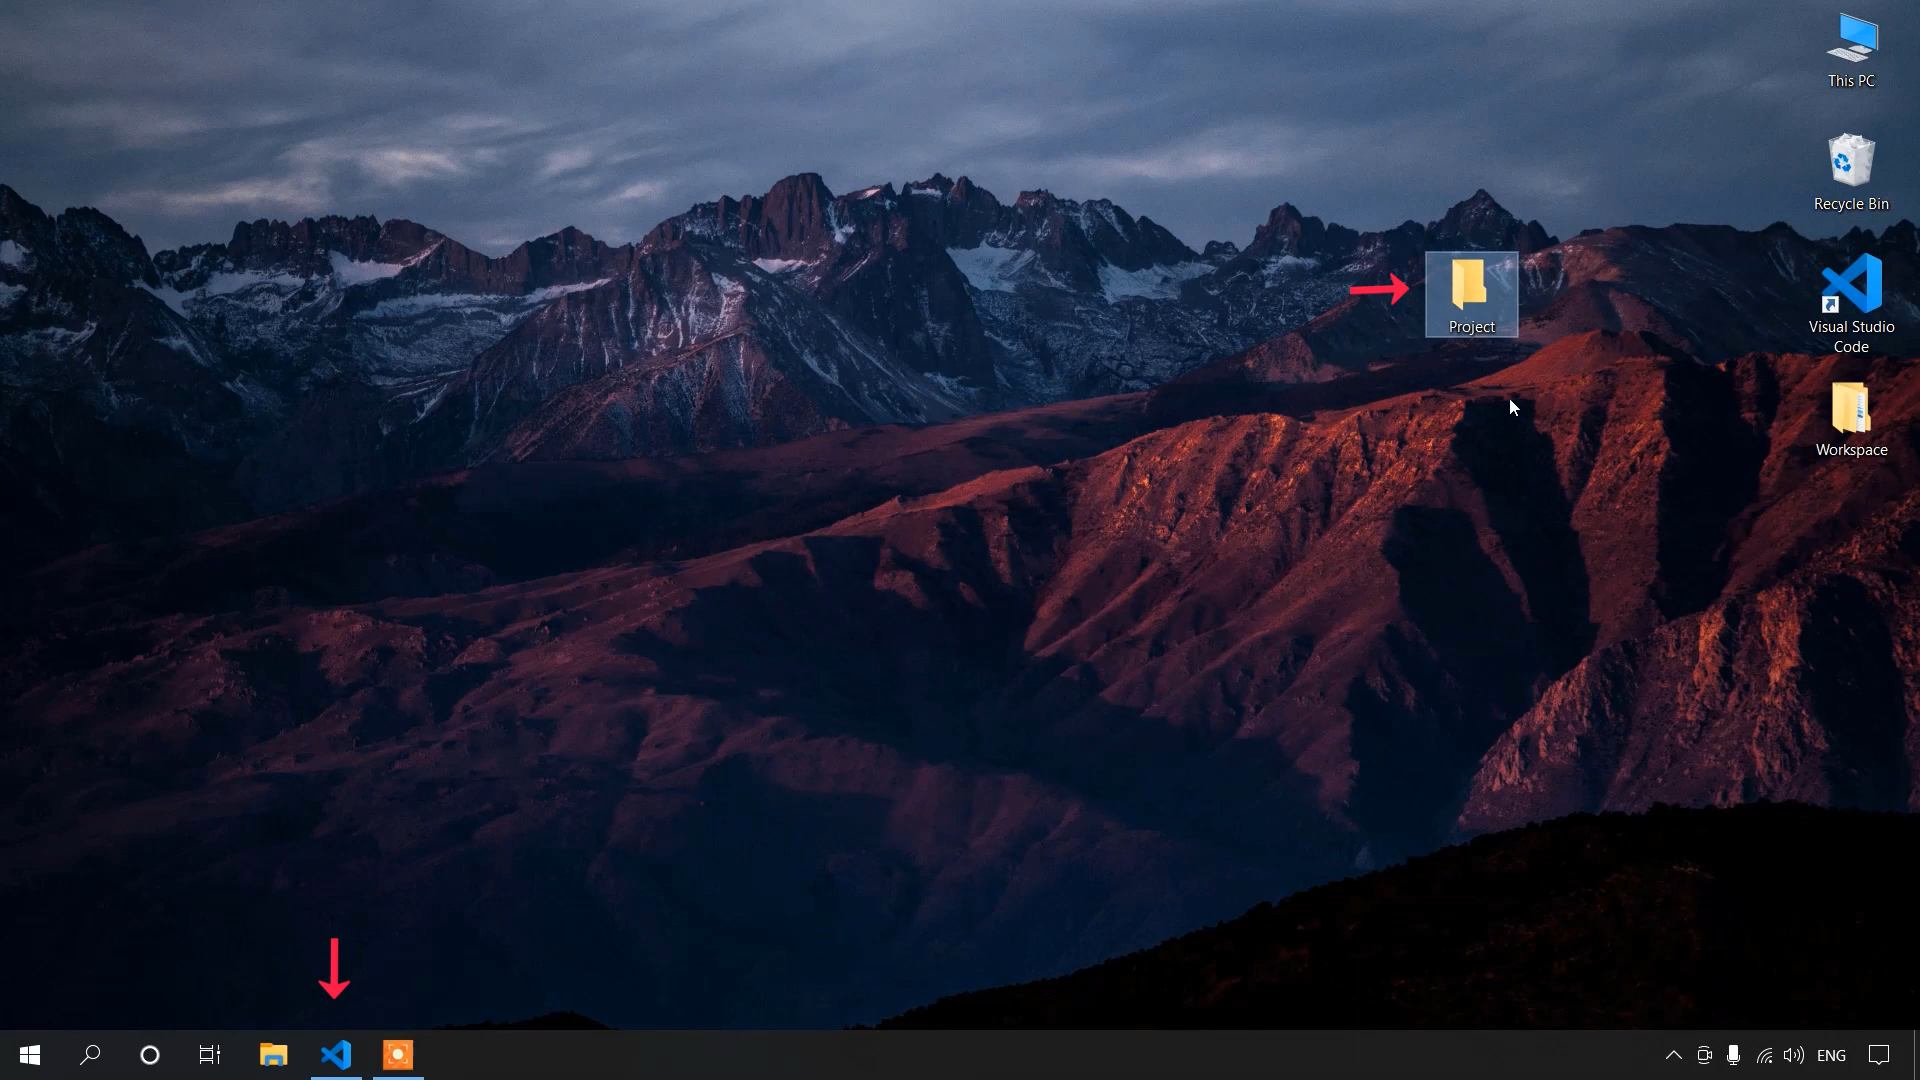 This PC
Recycle Bin
Project
Visual Studio
Code
Workspace
ENG